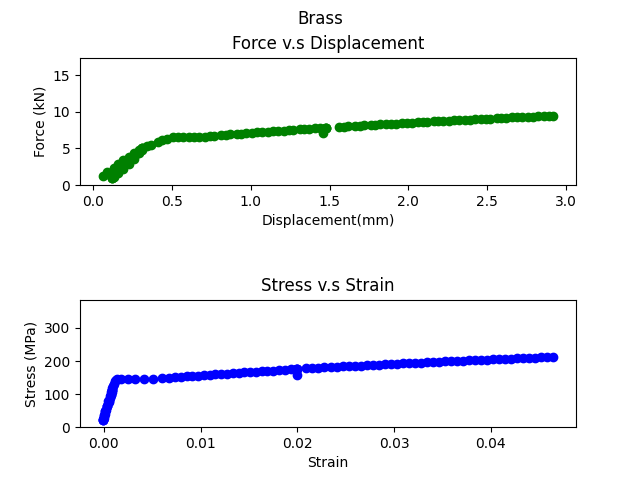 Brass
Force v.s Displacement
15
10
5
0
Force (kN)
0.0 0.5 1.0 1.5 2.0 2.5 3.0
Displacement(mm)
Stress v.s Strain
300
200
100
0
Stress (MPa)
0.00 0.01 0.02 0.03 0.04
Strain